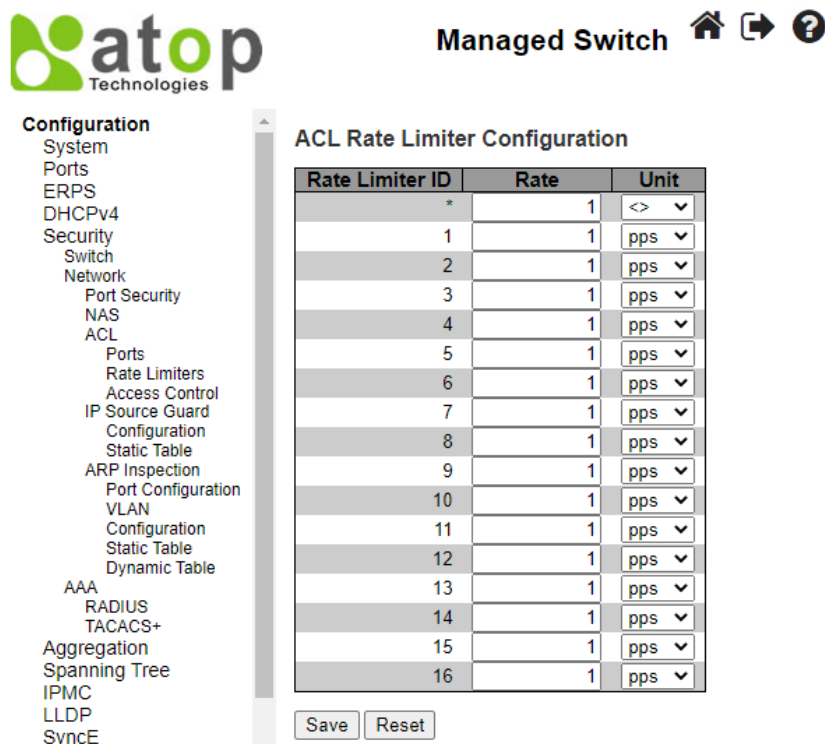 atop
Technologies
Managed Switch
Configuration
System
Ports
ERPS
DHCPv4
Security
Switch
Network
Port Security
NAS
ACL
Ports
Rate Limiters
Access Control
IP Source Guard
Configuration
Static Table
ARP Inspection
Port Configuration
VLAN
Configuration
Static Table
Dynamic Table
AAA
RADIUS
TACACS+
Aggregation
Spanning Tree
IPMC
LLDP
SyncE
ACL Rate Limiter Configuration
Rate Limiter ID Rate Unit
* 1 <>
1 1 pps
2 1 pps
3 1 pps
4 1 pps
5 1 pps
6 1 pps
7 1 pps
8 1 pps
9 1 pps
10 1 pps
11 1 pps
12 1 pps
13 1 pps
14 1 pps
15 1 pps
16 1 pps
Save Reset